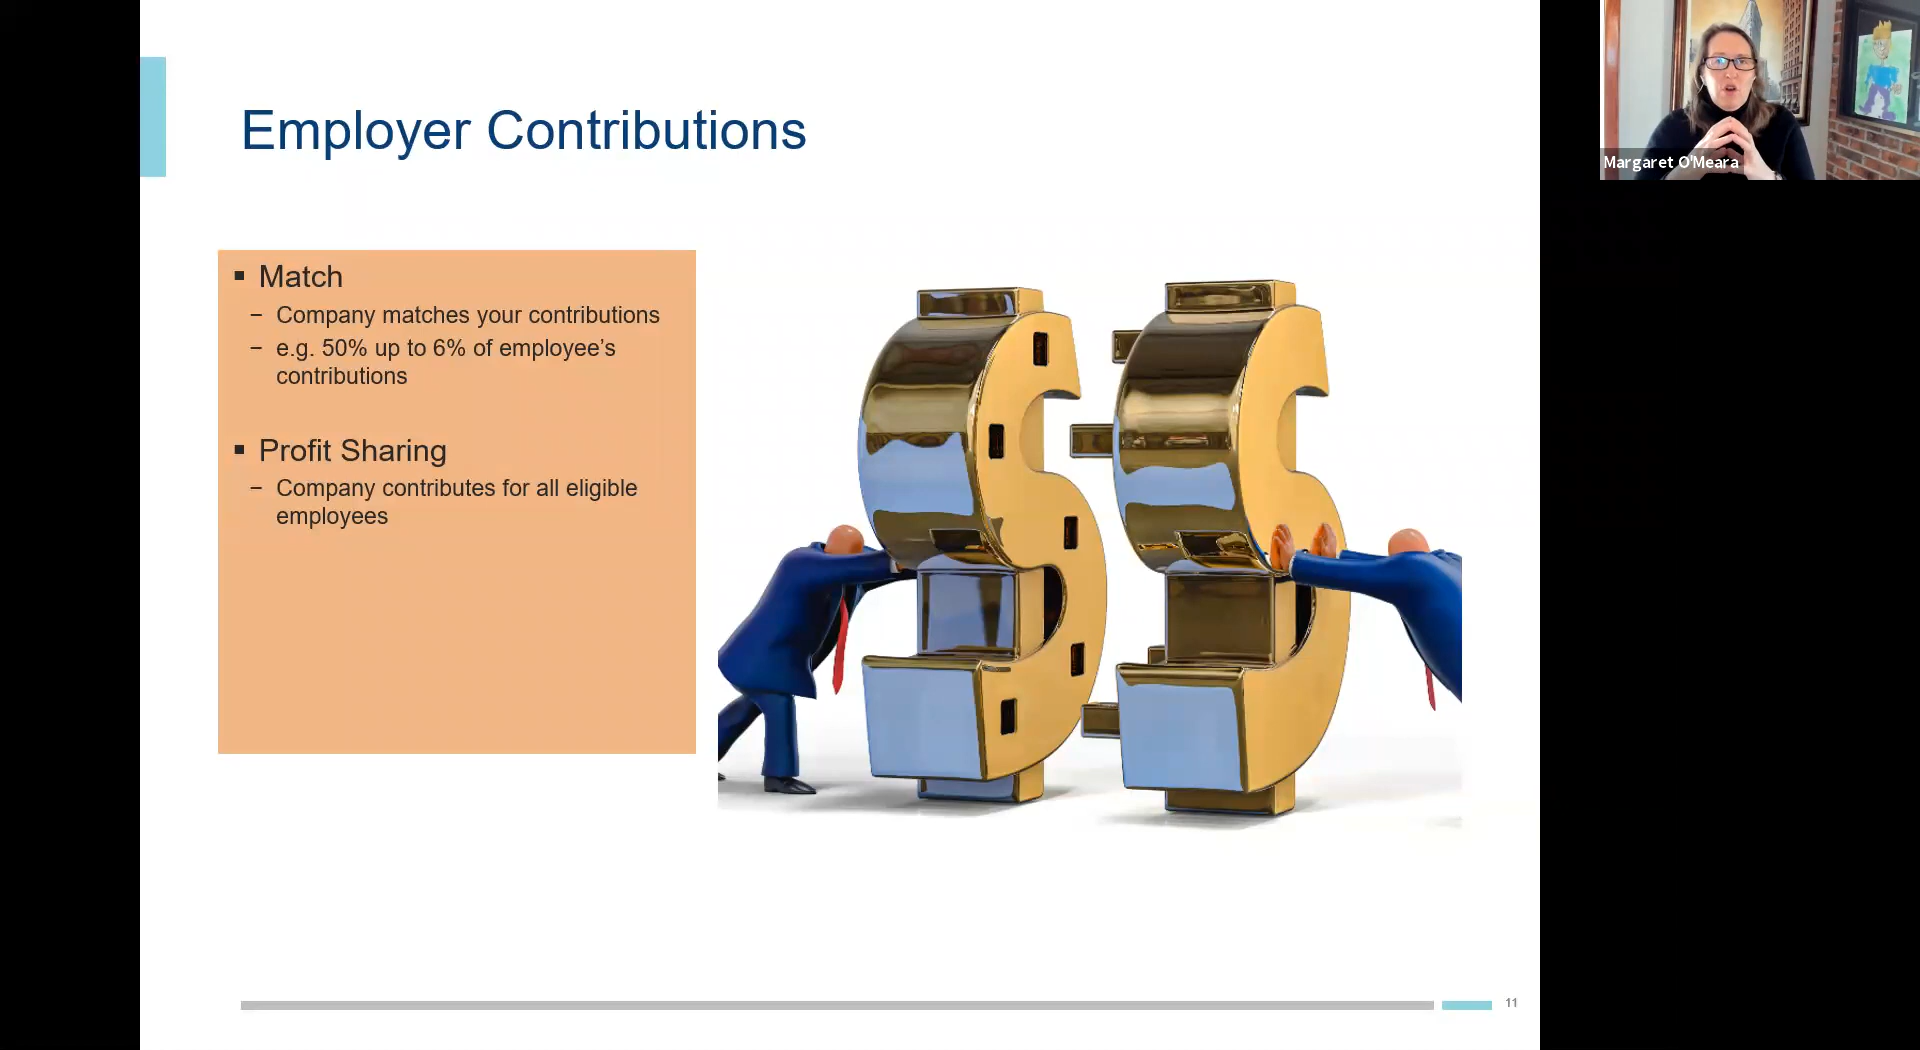 Employer Contributions
Margaret O'Meara
▪ Match
− Company matches your contributions
− e.g. 50% up to 6% of employee’s
contributions
▪ Profit Sharing
− Company contributes for all eligible
employees
11